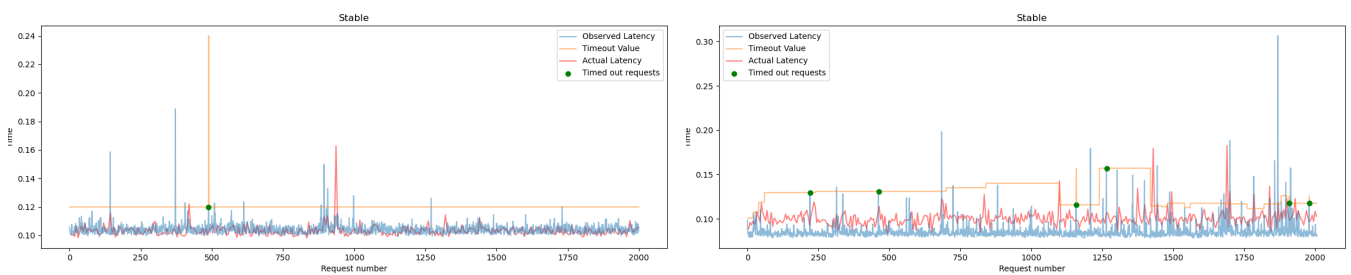 Stable
0.24
0.22
0.20
0.18
0.16
0.14
0.12
0.10
Time
Observed Latency
Timeout Value
Actual Latency
Timed out requests
0 250 500 750 1000 1250 1500 1750 2000
Request number
Stable
0.30
0.25
0.20
0.15
0.10
Time
Observed Latency
Timeout Value
Actual Latency
Timed out requests
0 250 500 750 1000 1250 1500 1750 2000
Request number